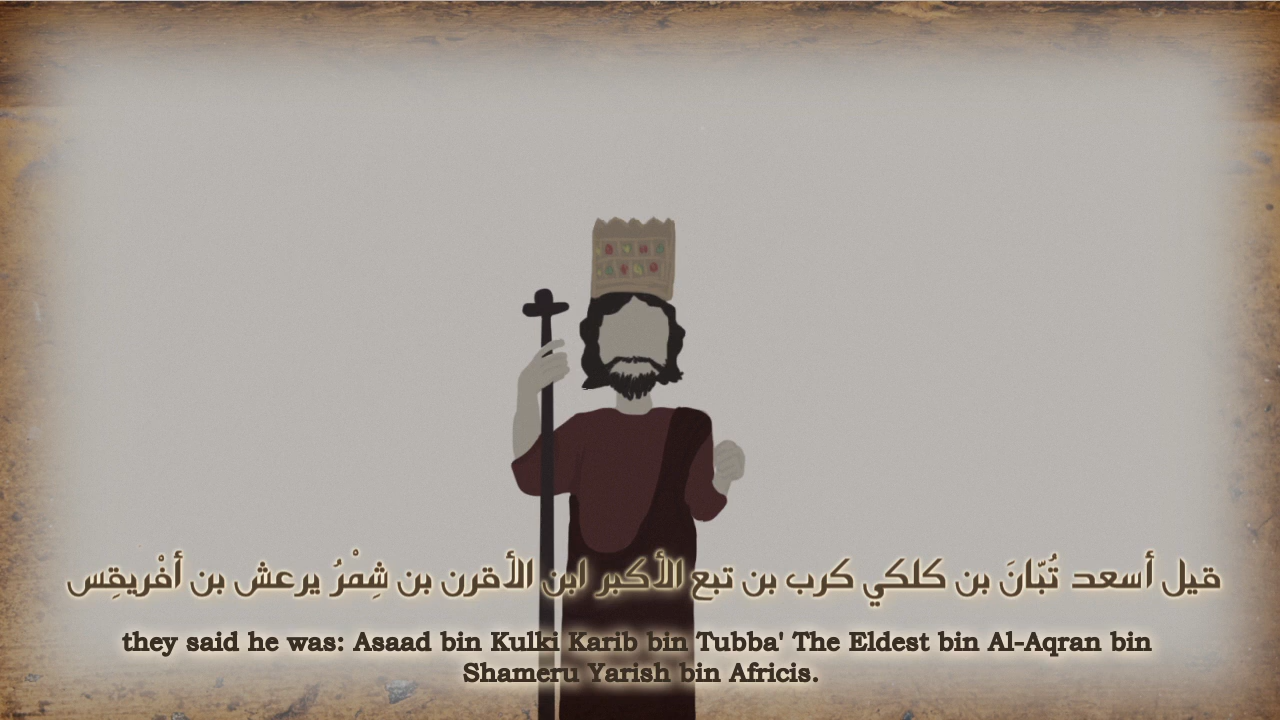 قيل أسعد تُبّانَ بن كلكي كرب بن تبع الأكبر ابن الأقرن بن شِمْرُ يرعش بن أفْريقِس
they said he was: Asaad bin Kulki Karib bin Tubba' The Eldest bin Al-Aqran bin
Shameru Yarish bin Africis.